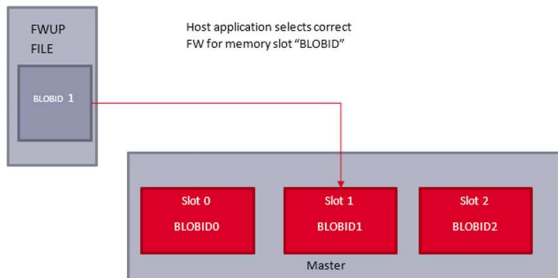 FWUP
FILE
BLOBID 1
Host application selects correct
FW for memory slot “BLOBID”
Slot 0
BLOBID0
Slot 1
BLOBID1
Slot 2
BLOBID2
Master